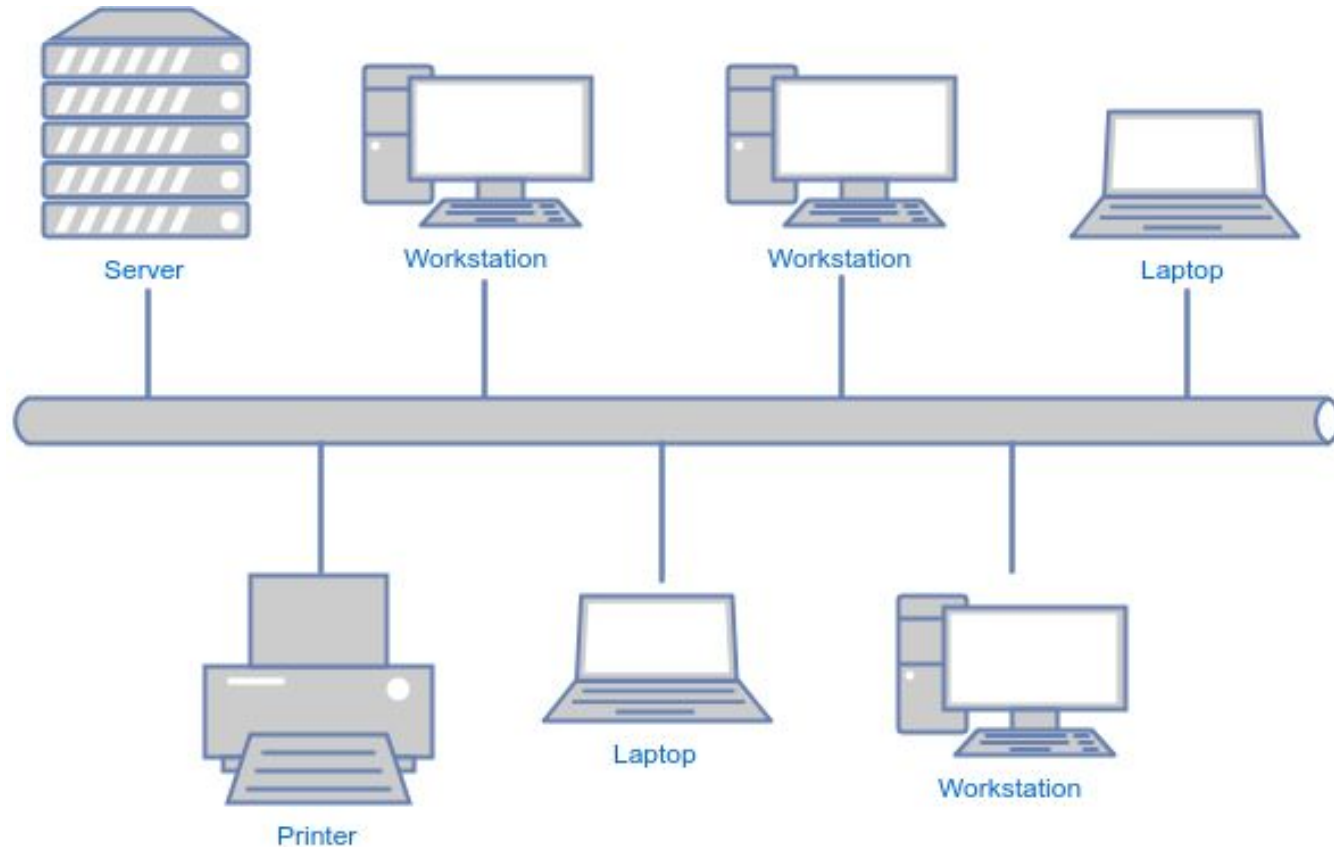 Server
Workstation
Workstation
Laptop
Printer
Laptop
Workstation